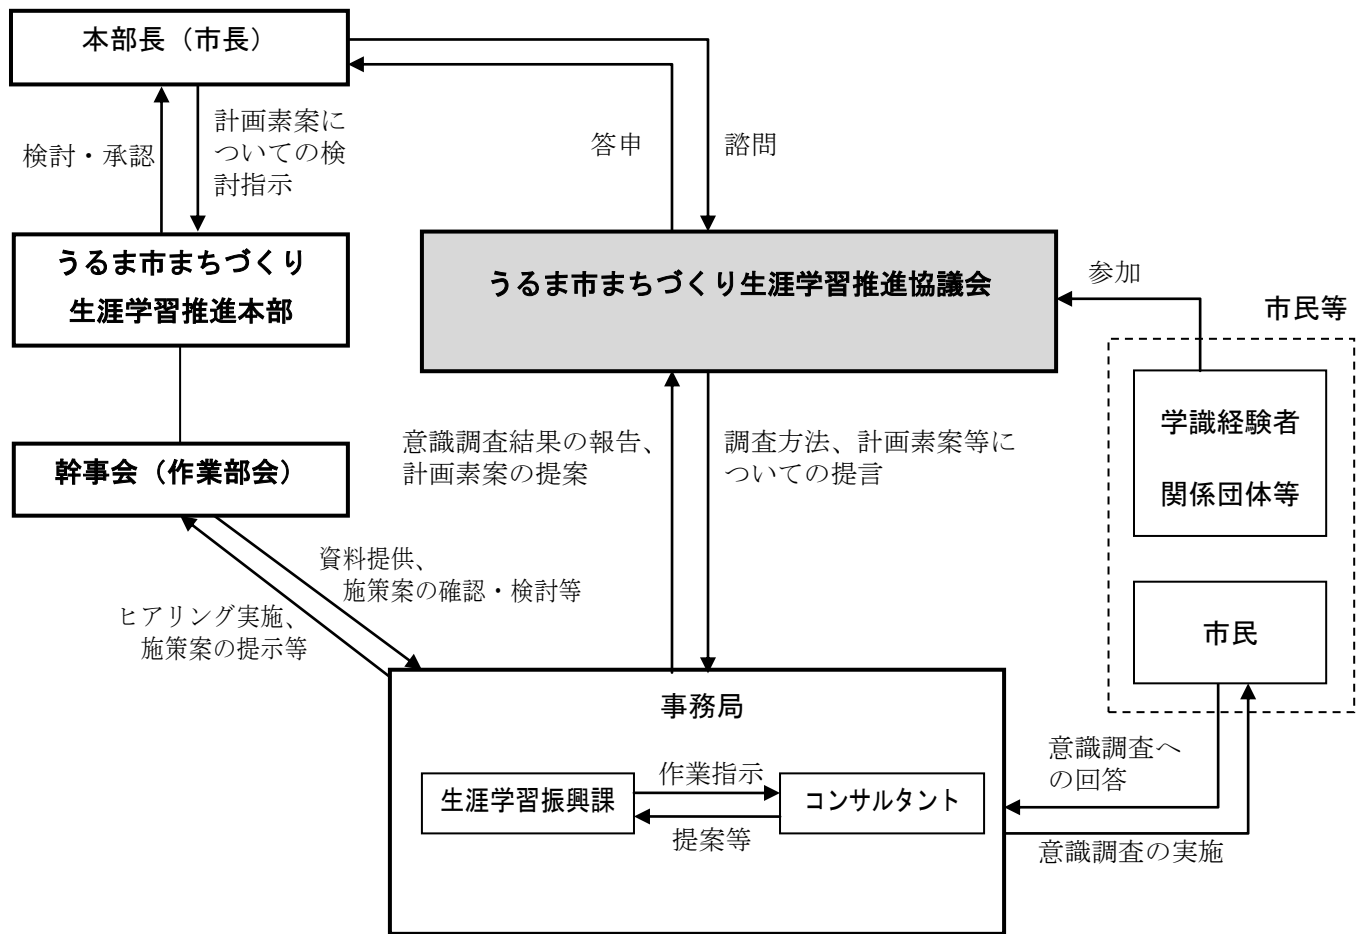 本部長（市長）
検討・承認
計画素案に
ついての検
討指示
答申
諮問
うるま市まちづくり
生涯学習推進本部
うるま市まちづくり生涯学習推進協議会
参加
市民等
学識経験者
関係団体等
市民
幹事会（作業部会）
意識調査結果の報告、
計画素案の提案
調査方法、計画素案等に
ついての提言
資料提供、
施策案の確認・検討等
ヒアリング実施、
施策案の提示等
事務局
生涯学習振興課
作業指示
提案等
コンサルタント
意識調査へ
の回答
意識調査の実施